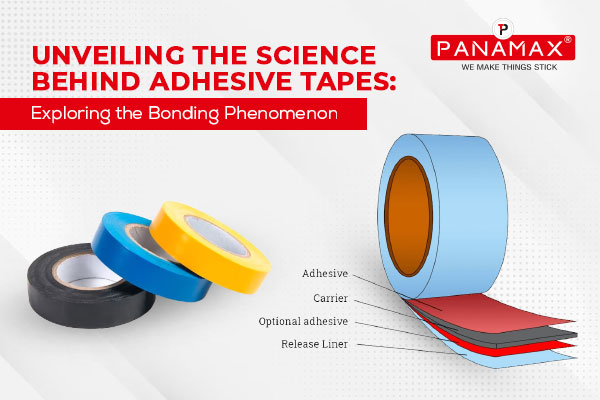 UNVEILING THE SCIENCE
BEHIND ADHESIVE TAPES:
Exploring the Bonding Phenomenon
P
PANAMAX®
WE MAKE THINGS STICK
Adhesive
Carrier
Optional adhesive
Release Liner